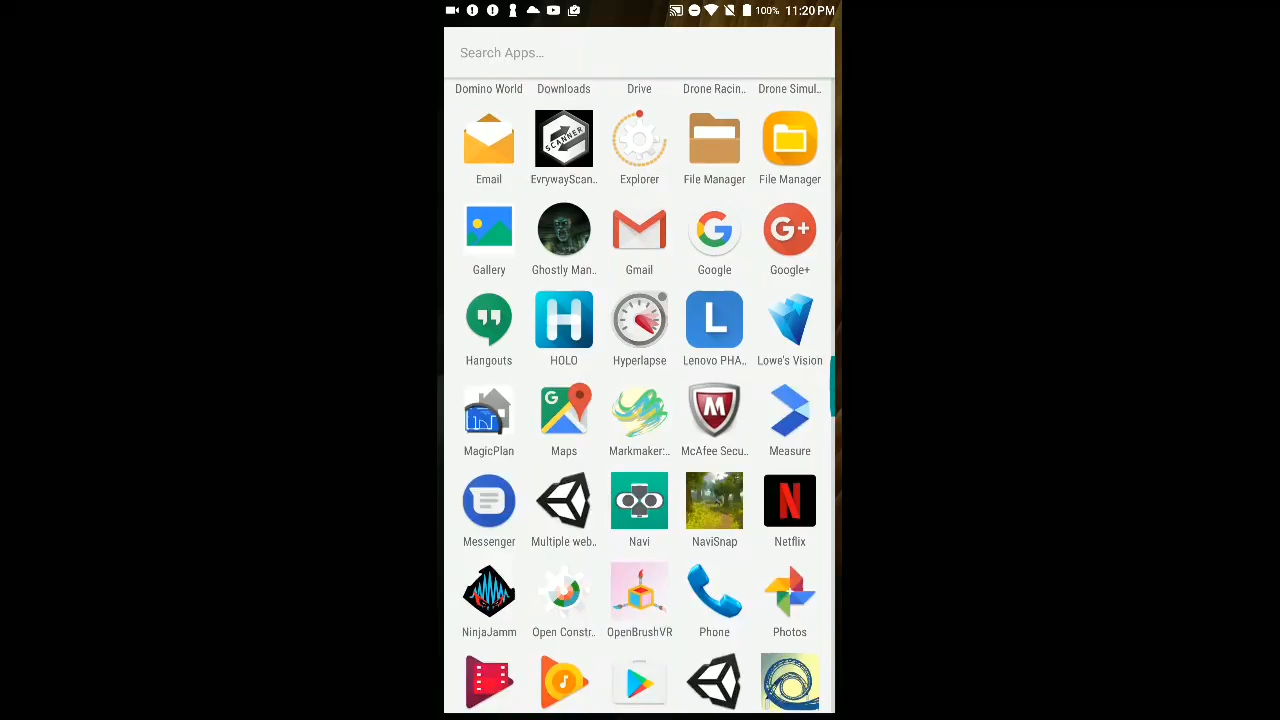 100% 11:20 PM
Search Apps...
Domino World Downloads Drive Drone Racin.. Drone Simul..
SCANNER
Email EvrywayScan.. Explorer File Manager File Manager
G G+
Gallery Ghostly Man.. Gmail Google Google+
H L
Hangouts HOLO Hyperlapse Lenovo PHA.. Lowe's Vision
G M
MagicPlan Maps Markmaker:.. McAfee Secu.. Measure
N
Messenger Multiple web.. Navi NaviSnap Netflix
NinjaJamm Open Constr.. OpenBrushVR Phone Photos